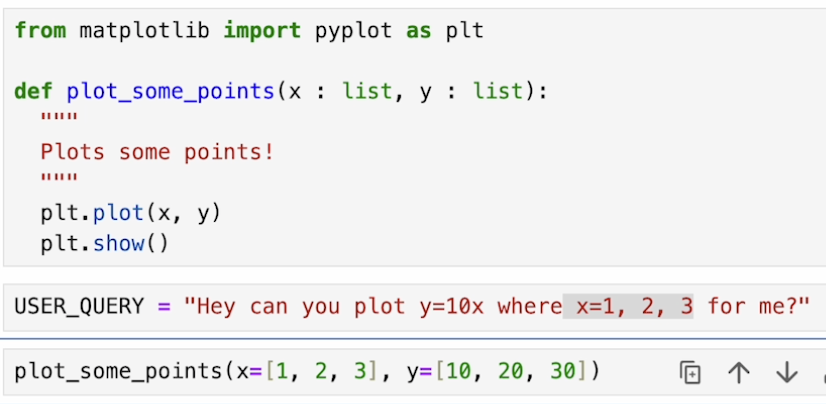 from matplotlib import pyplot as plt
def plot_some_points(x : list, y : list):
"""
Plots some points!
"""
plt.plot(x, y)
plt.show()
USER_QUERY = "Hey can you plot y=10x where x=1, 2, 3 for me?"
plot_some_points(x=[1, 2, 3], y=[10, 20, 30])